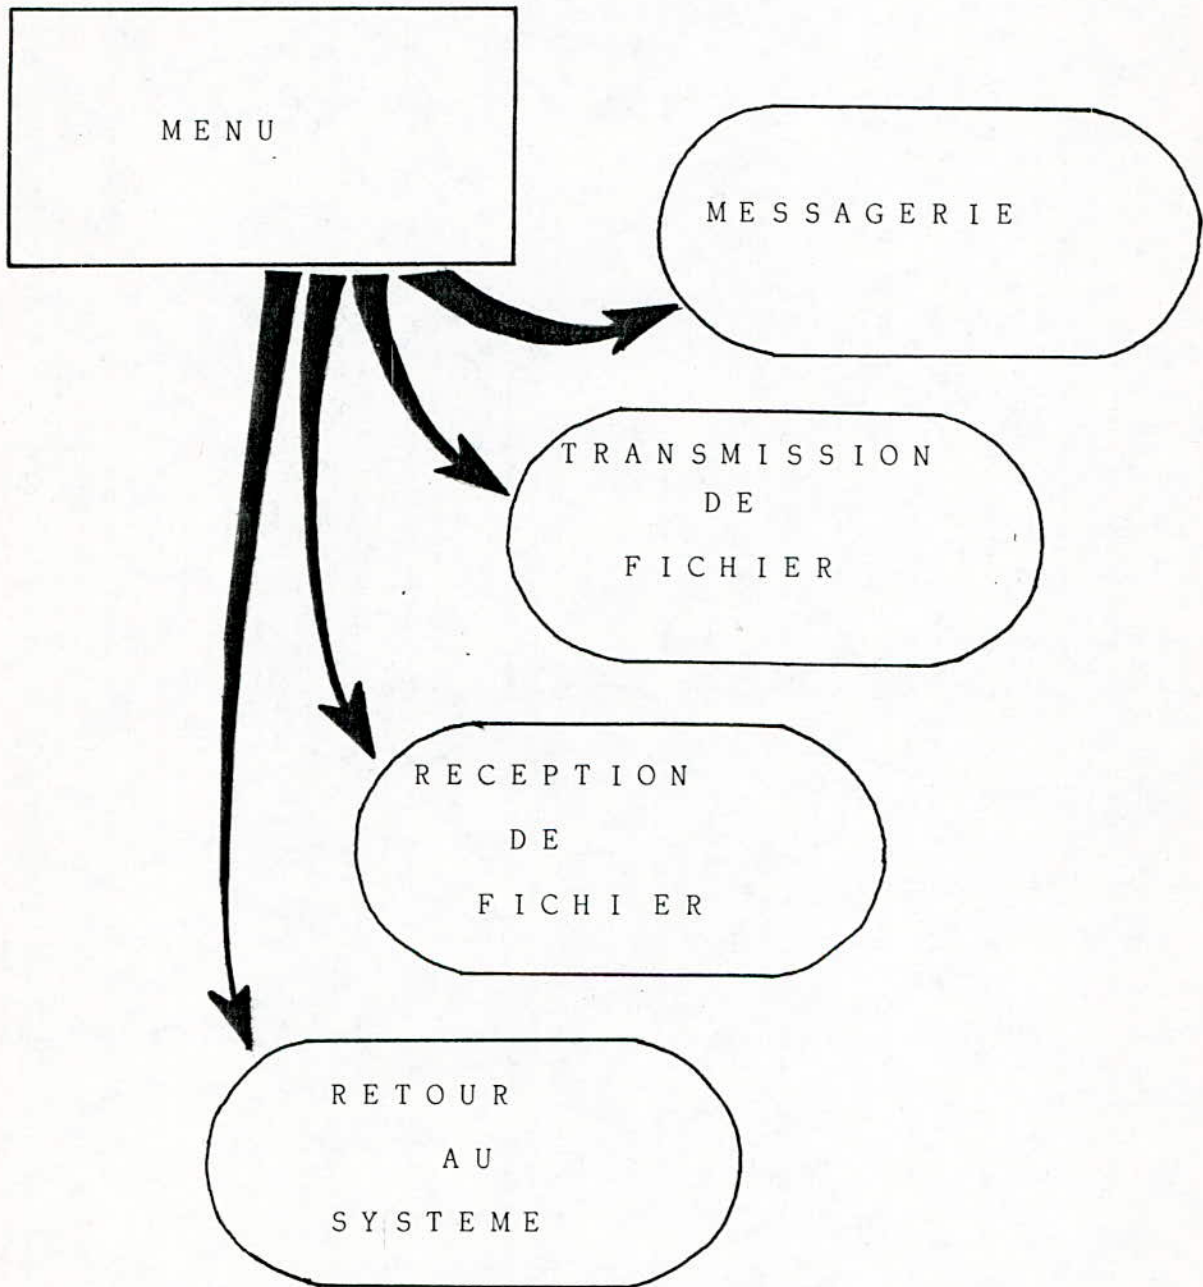 MENU
MESSAGERIE
TRANSMISSION
DE
FICHIER
RECEPTION
DE
FICHIER
RETOUR
AU
SYSTEME